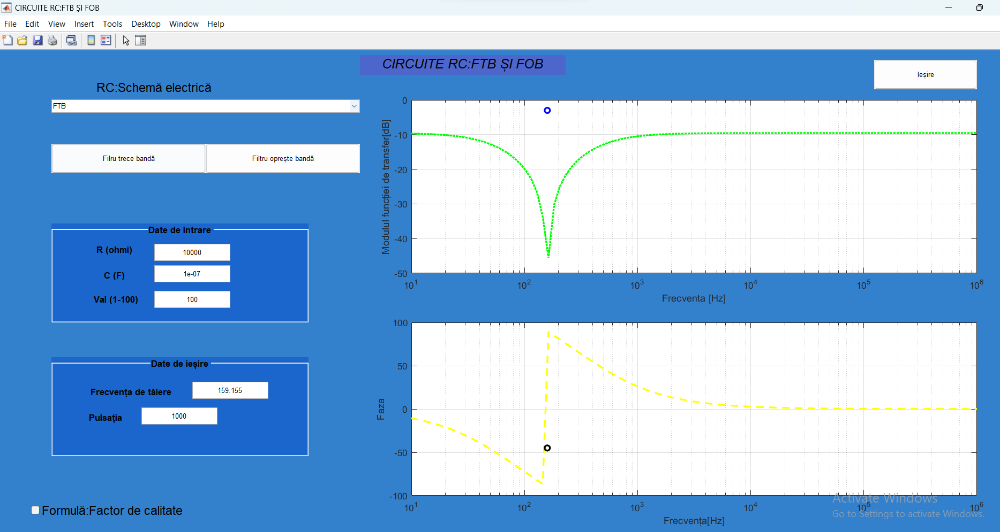 CIRCUITE RC:FTB ȘI FOB
File Edit View Insert Tools Desktop Window Help
CIRCUITE RC:FTB ȘI FOB
Ieșire
RC:Schemă electrică
FTB
Filru trece bandă
Filtru oprește bandă
Date de intrare
R (ohmi) 10000
C (F) 1e-07
Val (1-100) 100
Date de ieșire
Frecvența de tăiere 159.155
Pulsația 1000
Formulă:Factor de calitate
Modulul funcției de transfer[dB]
0
-10
-20
-30
-40
-50
10^1 10^2 10^3 10^4 10^5 10^6
Frecventa [Hz]
Faza
100
50
0
-50
-100
10^1 10^2 10^3 10^4 10^5 10^6
Frecvența[Hz]
Activate Windows
Go to Settings to activate Windows.